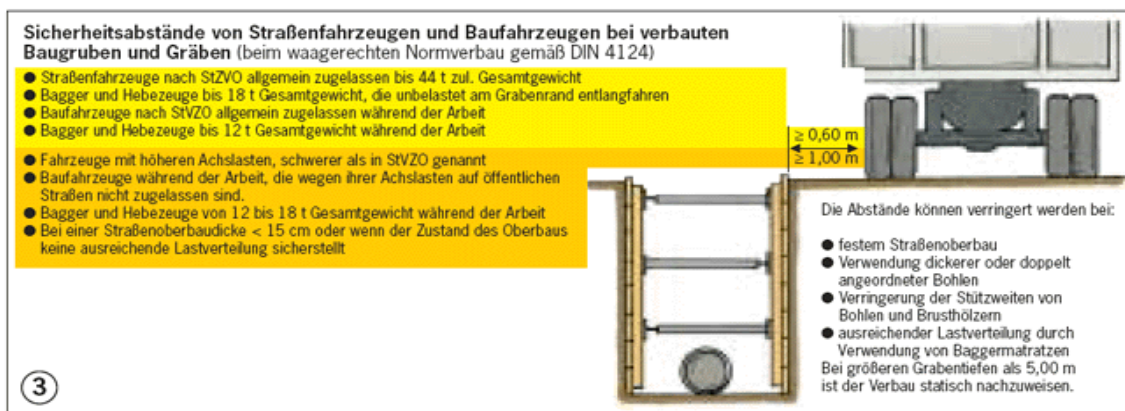 Sicherheitsabstände von Straßenfahrzeugen und Baufahrzeugen bei verbauten
Baugruben und Gräben (beim waagerechten Normverbau gemäß DIN 4124)
● Straßenfahrzeuge nach StZVO allgemein zugelassen bis 44 t zul. Gesamtgewicht
● Bagger und Hebezeuge bis 18 t Gesamtgewicht, die unbelastet am Grabenrand entlangfahren
● Baufahrzeuge nach StVZO allgemein zugelassen während der Arbeit
● Bagger und Hebezeuge bis 12 t Gesamtgewicht während der Arbeit
● Fahrzeuge mit höheren Achslasten, schwerer als in StVZO genannt
● Baufahrzeuge während der Arbeit, die wegen ihrer Achslasten auf öffentlichen
Straßen nicht zugelassen sind.
● Bagger und Hebezeuge von 12 bis 18 t Gesamtgewicht während der Arbeit
● Bei einer Straßenoberbaudicke < 15 cm oder wenn der Zustand des Oberbaus
keine ausreichende Lastverteilung sicherstellt
≥ 0,60 m
≥ 1,00 m
Die Abstände können verringert werden bei:
● festem Straßenoberbau
● Verwendung dickerer oder doppelt
angeordneter Bohlen
● Verringerung der Stützweiten von
Bohlen und Brusthölzern
● ausreichender Lastverteilung durch
Verwendung von Baggermatratzen
Bei größeren Grabentiefen als 5,00 m
ist der Verbau statisch nachzuweisen.
3